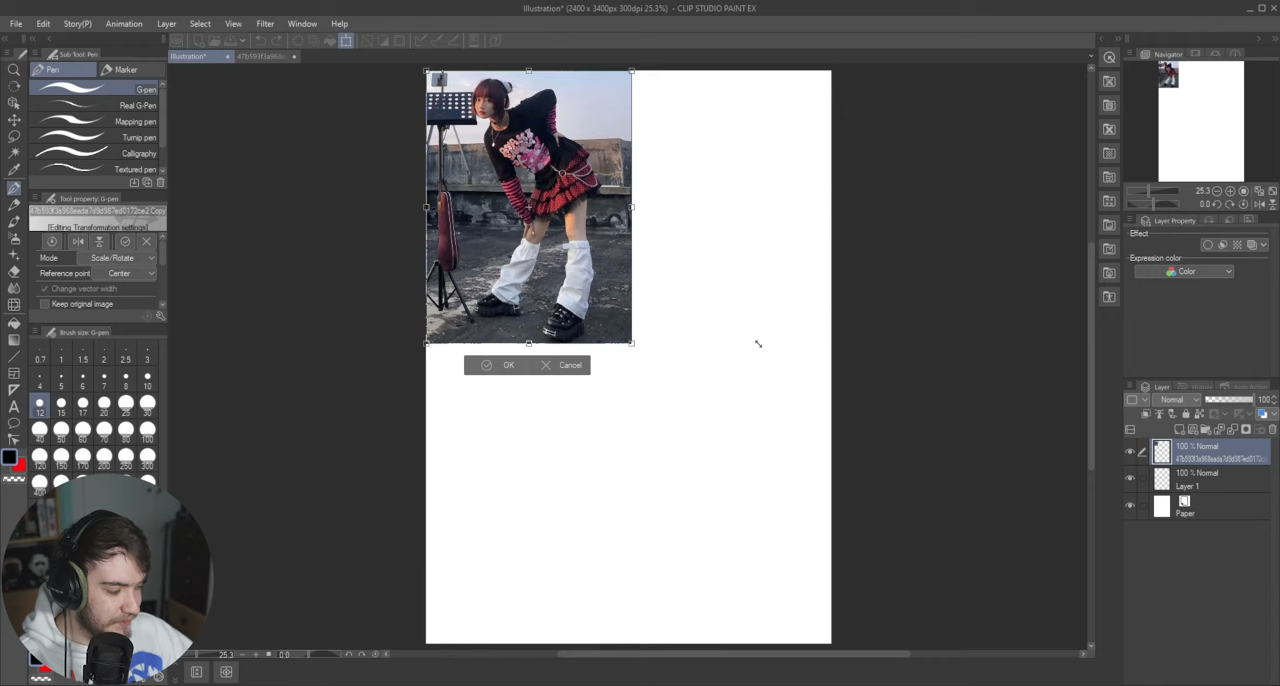 Illustration* (2400 x 3400px 300dpi 25.3%) - CLIP STUDIO PAINT EX
File Edit Story(P) Animation Layer Select View Filter Window Help
Sub Tool: Pen
Illustration*
Navigator
Pen Marker
G-pen
Real G-Pen
Mapping pen
Turnip pen
Calligraphy
Textured pen
Tool property: G-pen
[Editing Transformation settings]
Mode Scale/Rotate
Reference point Center
Change vector width
Keep original image
Brush size: G-pen
0.7 1 1.5 2 2.5 3
4 5 6 7 8 10
12 15 17 20 25 30
40 50 60 70 80 100
120 150 170 200 250 300
400
OK Cancel
25.3
0.0
Layer Property
Effect
Expression color
Color
Layer History Auto Action
Normal 100
100 % Normal
100 % Normal
Layer 1
Paper
25.3 0.0